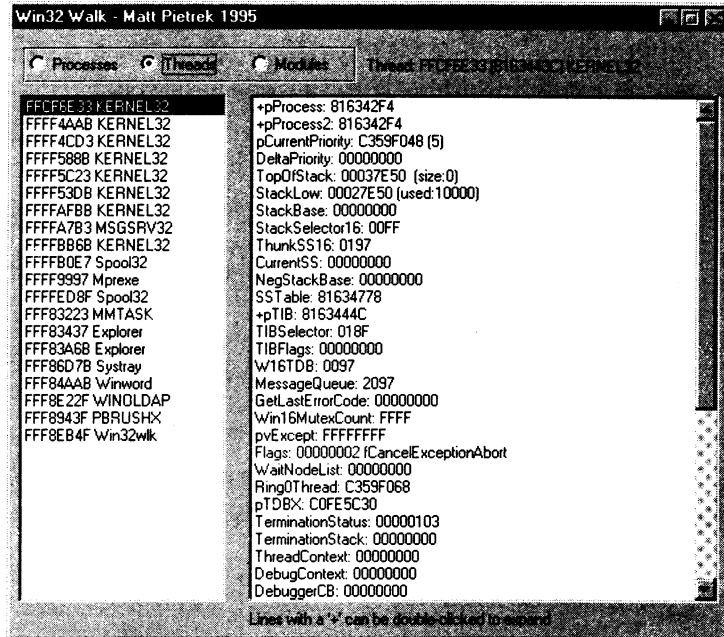 Win32 Walk - Matt Pietrek 1995
Processes Threads Modules Thread: FFCF6E33 (8163443C) KERNEL32
FFCF6E33 KERNEL32
FFFF4AAB KERNEL32
FFFF4CD3 KERNEL32
FFFF588B KERNEL32
FFFF5C23 KERNEL32
FFFF53DB KERNEL32
FFFFAFBB KERNEL32
FFFFA7B3 MSGSRV32
FFFFBB6B KERNEL32
FFFFB0E7 Spool32
FFFF9997 Mprexe
FFFFED8F Spool32
FFF83223 MMTASK
FFF83437 Explorer
FFF83A6B Explorer
FFF86D7B Systray
FFF84AAB Winword
FFF8E22F WINOLDAP
FFF8943F PBRUSHX
FFF8EB4F Win32wlk
+pProcess: 816342F4
+pProcess2: 816342F4
pCurrentPriority: C359F048 (5)
DeltaPriority: 00000000
TopOfStack: 00037E50 (size:0)
StackLow: 00027E50 (used:10000)
StackBase: 00000000
StackSelector16: 00FF
ThunkSS16: 0197
CurrentSS: 00000000
NegStackBase: 00000000
SSTable: 81634778
+pTIB: 8163444C
TIBSelector: 018F
TIBFlags: 00000000
W16TDB: 0097
MessageQueue: 2097
GetLastErrorCode: 00000000
Win16MutexCount: FFFF
pvExcept: FFFFFFFF
Flags: 00000002 fCancelExceptionAbort
WaitNodeList: 00000000
Ring0Thread: C359F068
pTDBX: C0FE5C30
TerminationStatus: 00000103
TerminationStack: 00000000
ThreadContext: 00000000
DebugContext: 00000000
DebuggerCB: 00000000
Lines with a '+' can be double-clicked to expand